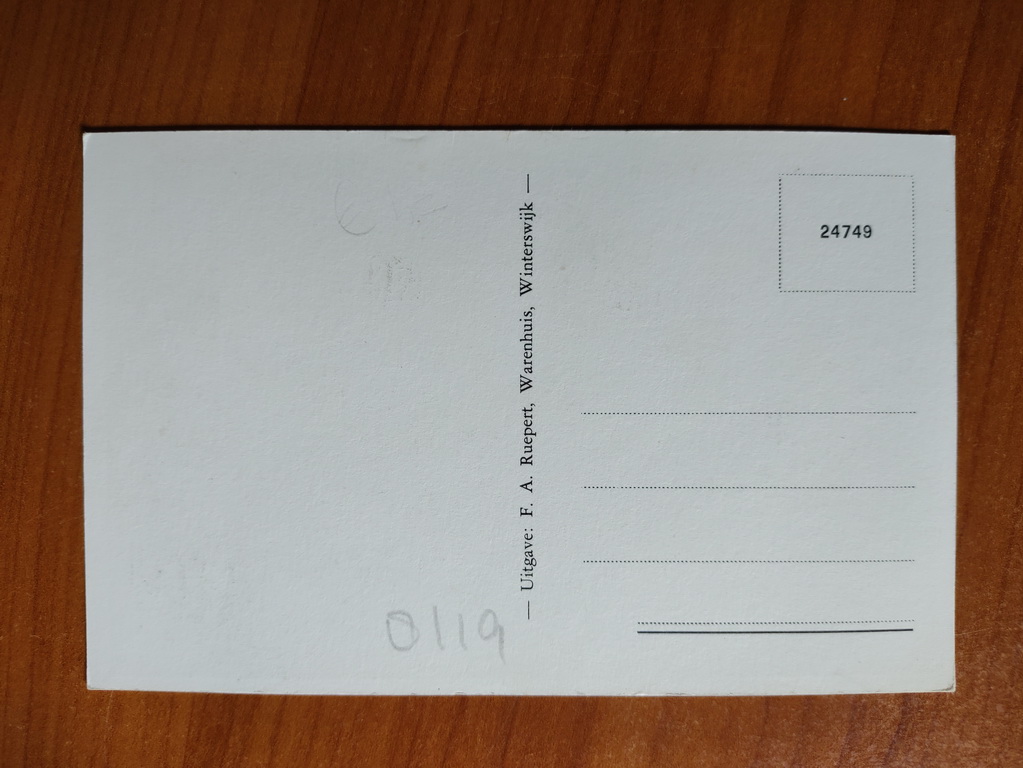 — Uitgave: F. A. Ruepert, Warenhuis, Winterswijk —
24749
0119